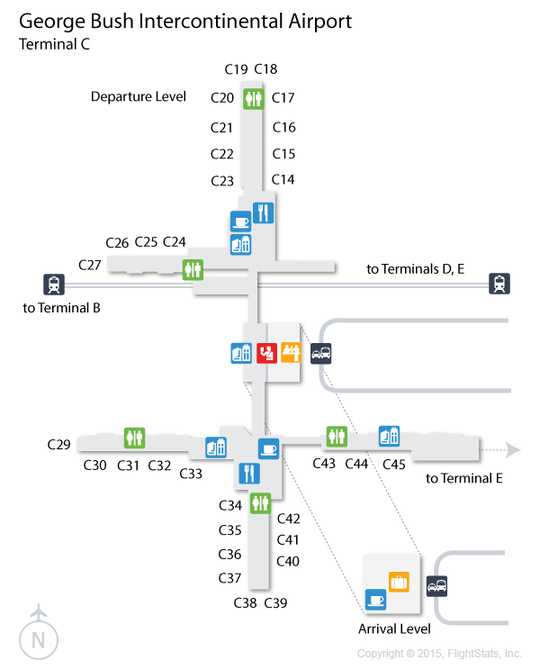 George Bush Intercontinental Airport
Terminal C
C19 C18
Departure Level
C20 C17
C21 C16
C22 C15
C23 C14
C26 C25 C24
C27
to Terminals D, E
to Terminal B
C29
C30 C31 C32 C33
C43 C44 C45
to Terminal E
C34 C42
C35 C41
C36 C40
C37
C38 C39
Arrival Level
N
Copyright © 2015, FlightStats, Inc.